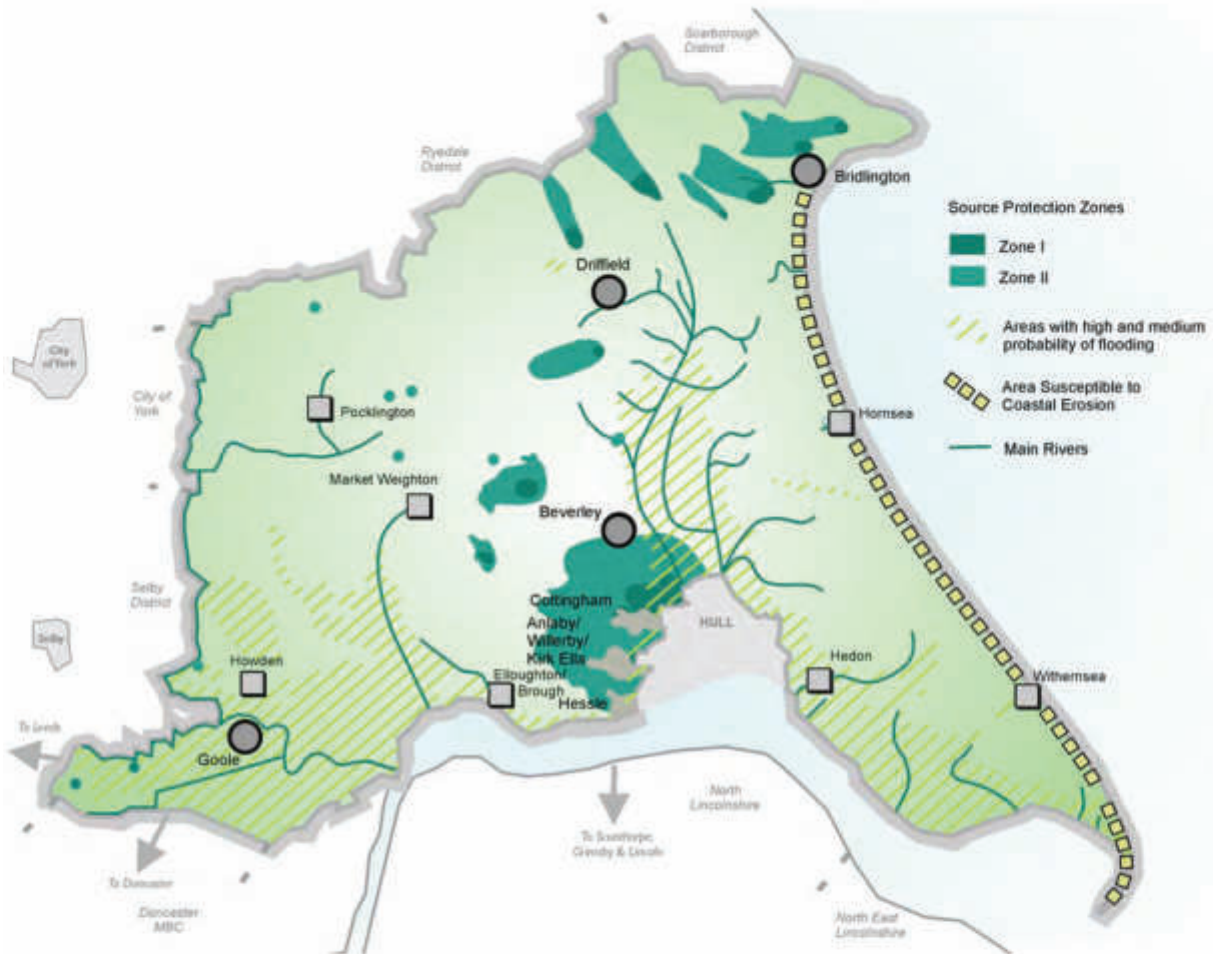 Scarborough
District
Ryedale
District
Bridlington
Source Protection Zones
Zone I
Zone II
Driffield
Areas with high and medium
probability of flooding
City
of York
City of
York
Area Susceptible to
Coastal Erosion
Pocklington
Hornsea
Main Rivers
Market Weighton
Beverley
Selby
District
Cottingham
Anlaby/
Willerby/
Kirk Ella
HULL
Selby
Howden
Hedon
Withernsea
Elloughton/
Brough
Hessle
To Leeds
Goole
North
Lincolnshire
To Scunthorpe,
Grimsby & Lincoln
To Doncaster
Doncaster
MBC
North East
Lincolnshire